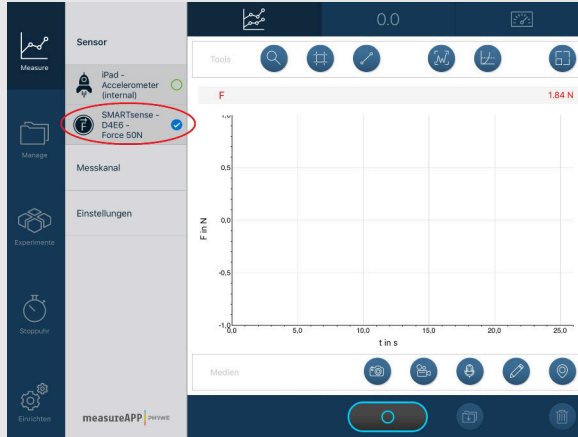 0.0
Measure
Manage
Experimente
Stoppuhr
Einrichten
Sensor
iPad -
Accelerometer
(internal)
F
SMARTsense -
D4E6 -
Force 50N
Messkanal
Einstellungen
measureAPP PHYWE
Tools
F 1.84 N
1,0
0,5
0,0
-0,5
-1,0
F in N
0,0 5,0 10,0 15,0 20,0 25,0
t in s
Medien